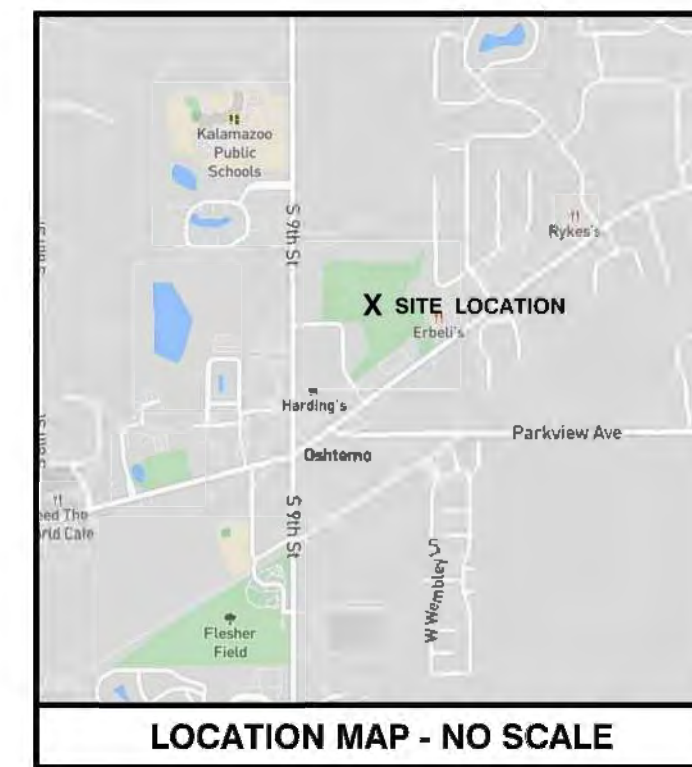 Kalamazoo
Public
Schools
S 9th St
Rykes's
X SITE LOCATION
Erbeli's
Harding's
Parkview Ave
Oshtemo
S 9th St
W Wembley Ln
Flesher
Field
LOCATION MAP - NO SCALE